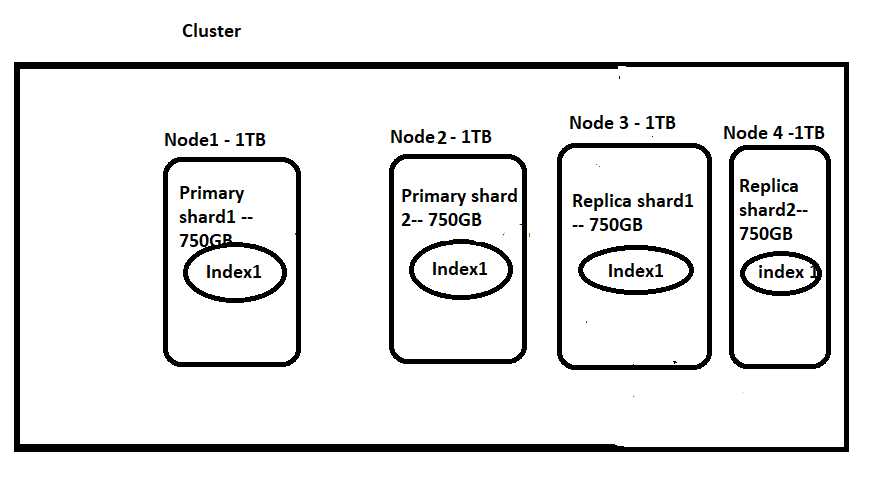 Cluster
Node1 - 1TB
Primary
shard1 --
750GB
Index1
Node2 - 1TB
Primary shard
2-- 750GB
Index1
Node 3 - 1TB
Replica shard1
-- 750GB
Index1
Node 4 -1TB
Replica
shard2--
750GB
index 1